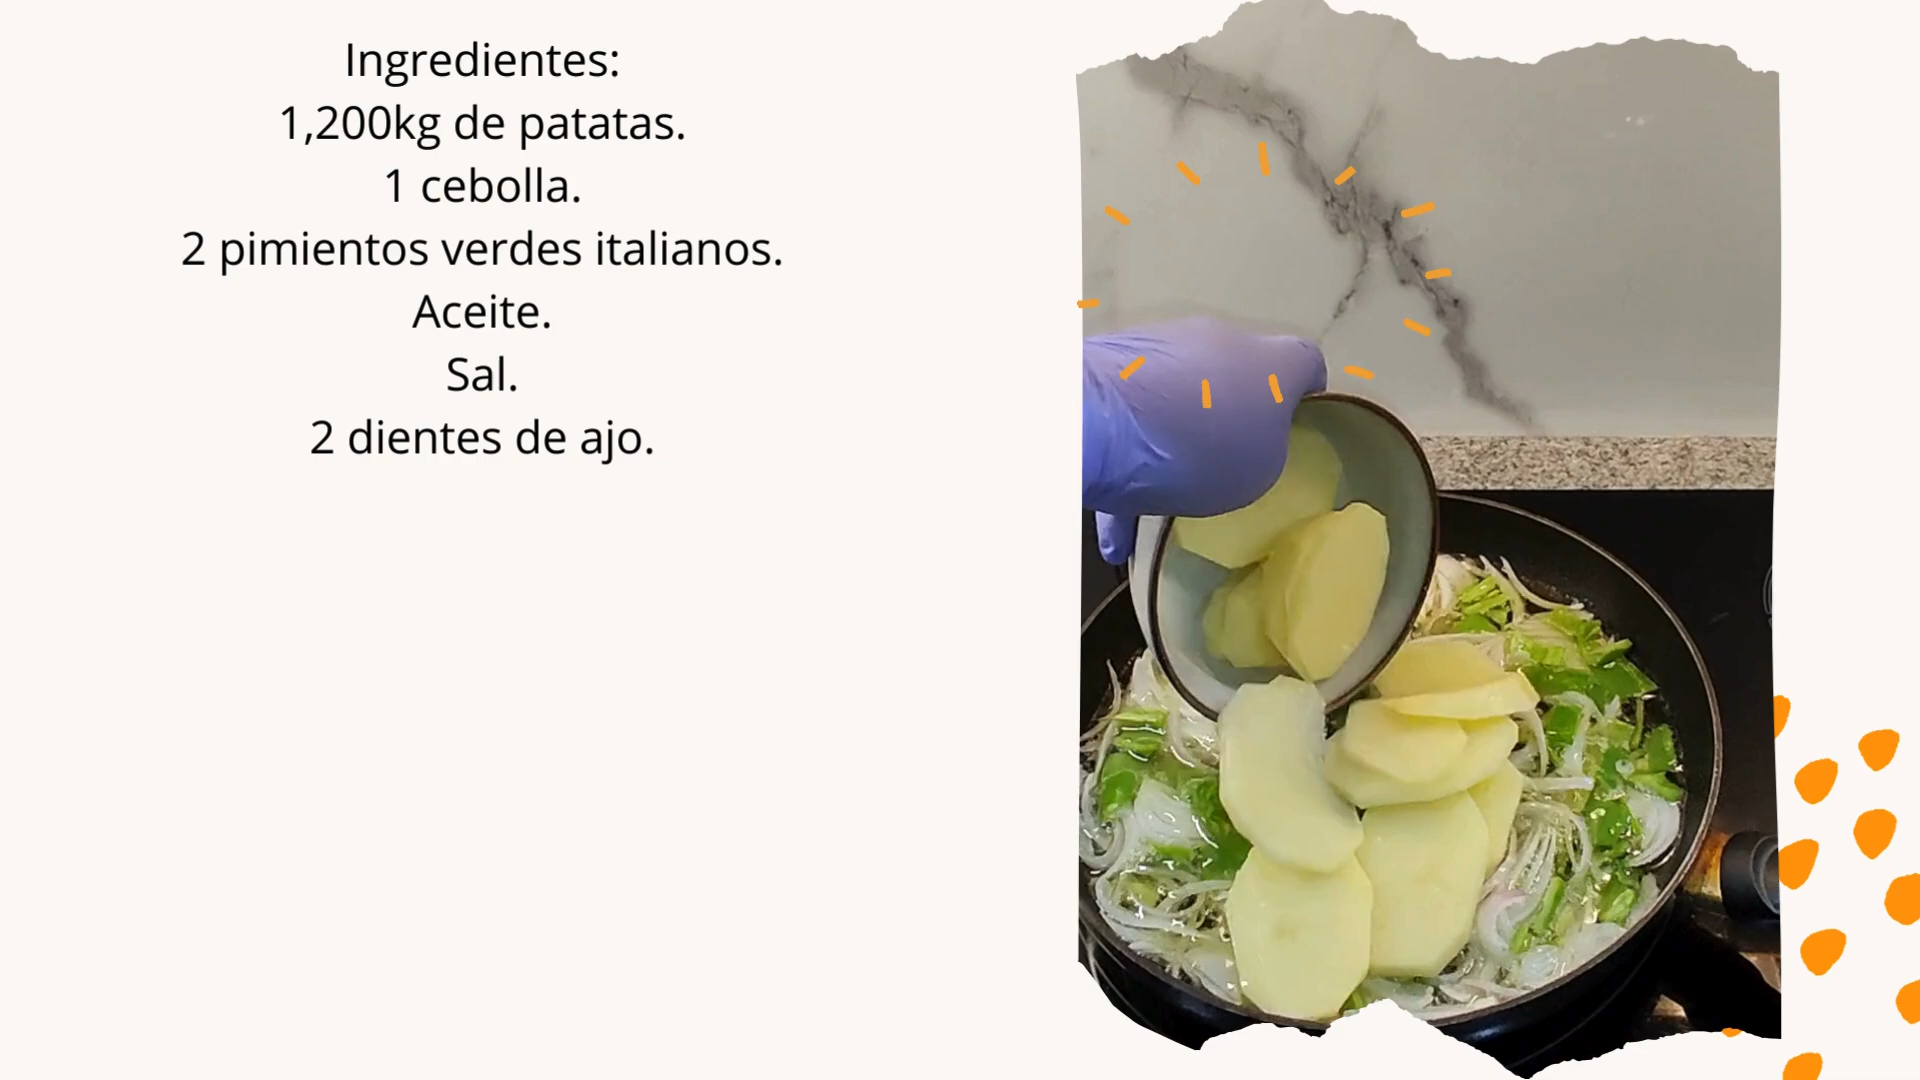 Ingredientes:
1,200kg de patatas.
1 cebolla.
2 pimientos verdes italianos.
Aceite.
Sal.
2 dientes de ajo.